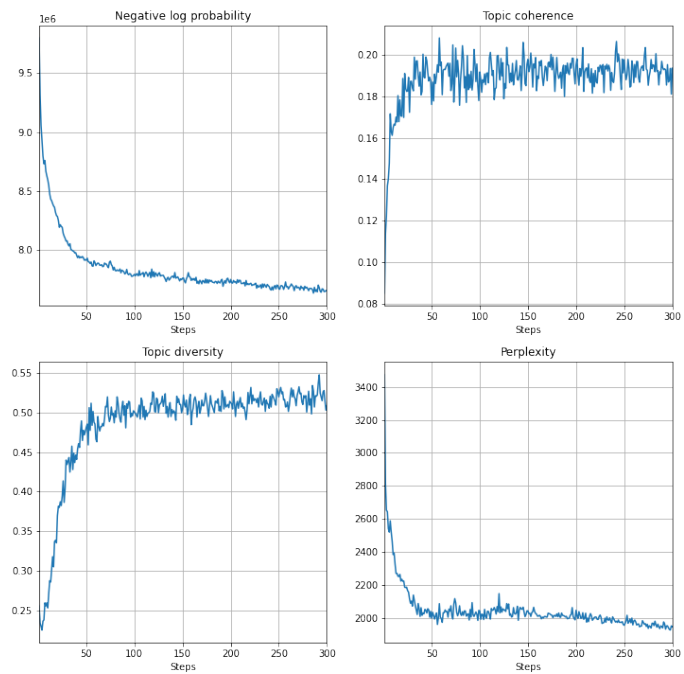 Negative log probability
1e6
9.5
9.0
8.5
8.0
50 100 150 200 250 300
Steps
Topic coherence
0.20
0.18
0.16
0.14
0.12
0.10
0.08
50 100 150 200 250 300
Steps
Topic diversity
0.55
0.50
0.45
0.40
0.35
0.30
0.25
50 100 150 200 250 300
Steps
Perplexity
3400
3200
3000
2800
2600
2400
2200
2000
50 100 150 200 250 300
Steps